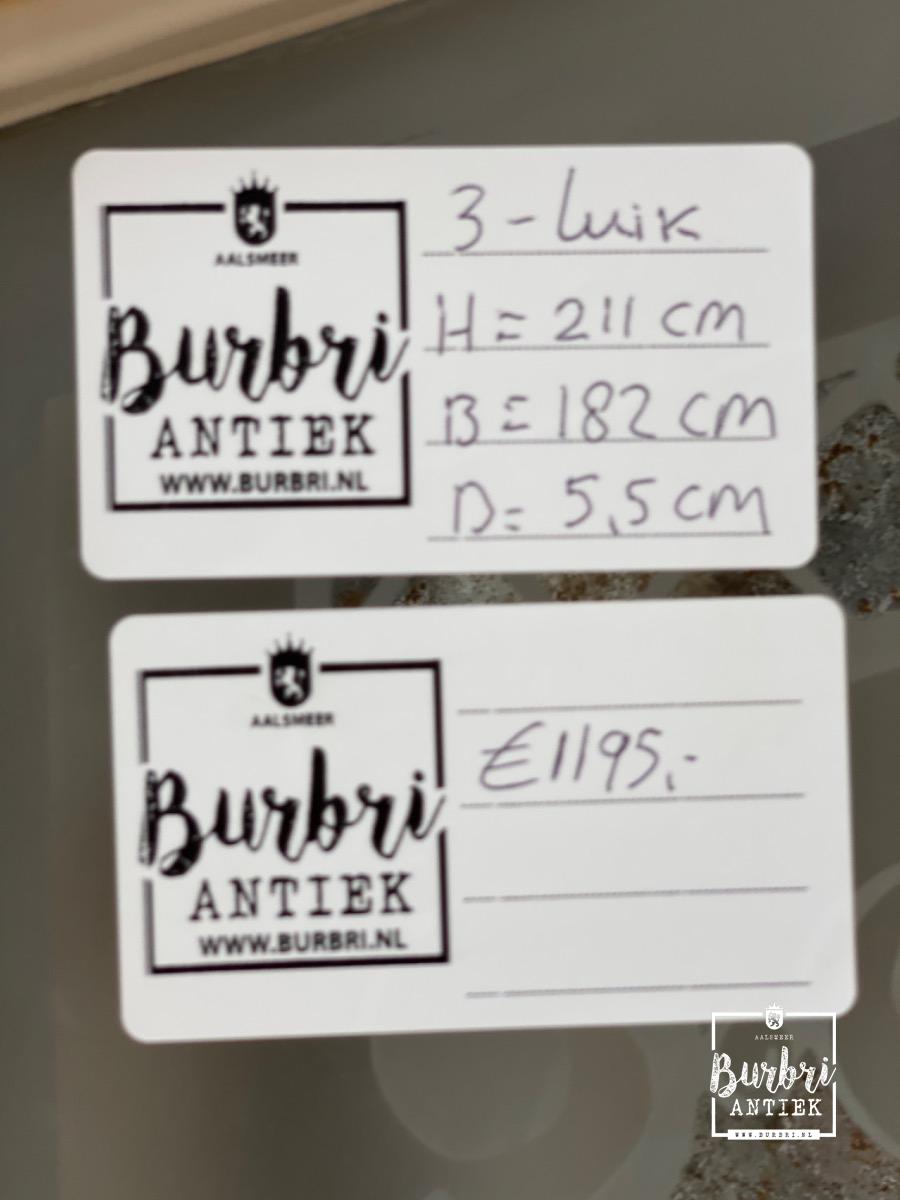 AALSMEER
Burbri
ANTIEK
WWW.BURBRI.NL
3 - Luik
H = 211 cm
B = 182 cm
D = 5,5 cm
AALSMEER
Burbri
ANTIEK
WWW.BURBRI.NL
€1195,-
AALSMEER
Burbri
ANTIEK
WWW.BURBRI.NL